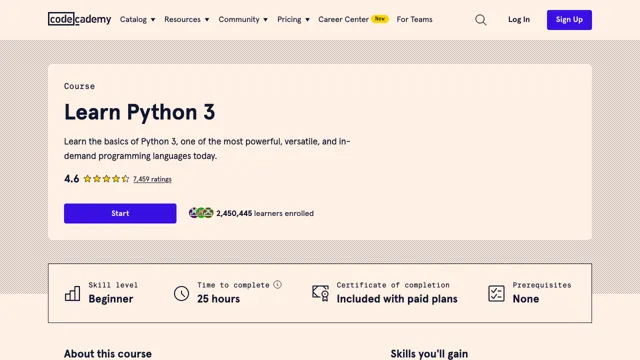 codecademy Catalog Resources Community Pricing Career Center New For Teams Log In Sign Up
Course
Learn Python 3
Learn the basics of Python 3, one of the most powerful, versatile, and in-
demand programming languages today.
4.6 7,459 ratings
Start 2,450,445 learners enrolled
Skill level
Beginner
Time to complete
25 hours
Certificate of completion
Included with paid plans
Prerequisites
None
About this course
Skills you'll gain